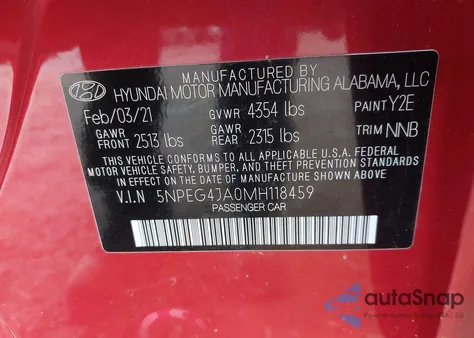 MANUFACTURED BY
HYUNDAI MOTOR MANUFACTURING ALABAMA, LLC
Feb/03/21 GVWR 4354 lbs PAINT Y2E
GAWR FRONT 2513 lbs GAWR REAR 2315 lbs TRIM NNB
THIS VEHICLE CONFORMS TO ALL APPLICABLE U.S.A. FEDERAL
MOTOR VEHICLE SAFETY, BUMPER, AND THEFT PREVENTION
STANDARDS IN EFFECT ON THE DATE OF MANUFACTURE
SHOWN ABOVE.
V.I.N 5NPEG4JA0MH118459
PASSENGER CAR
autoSnap